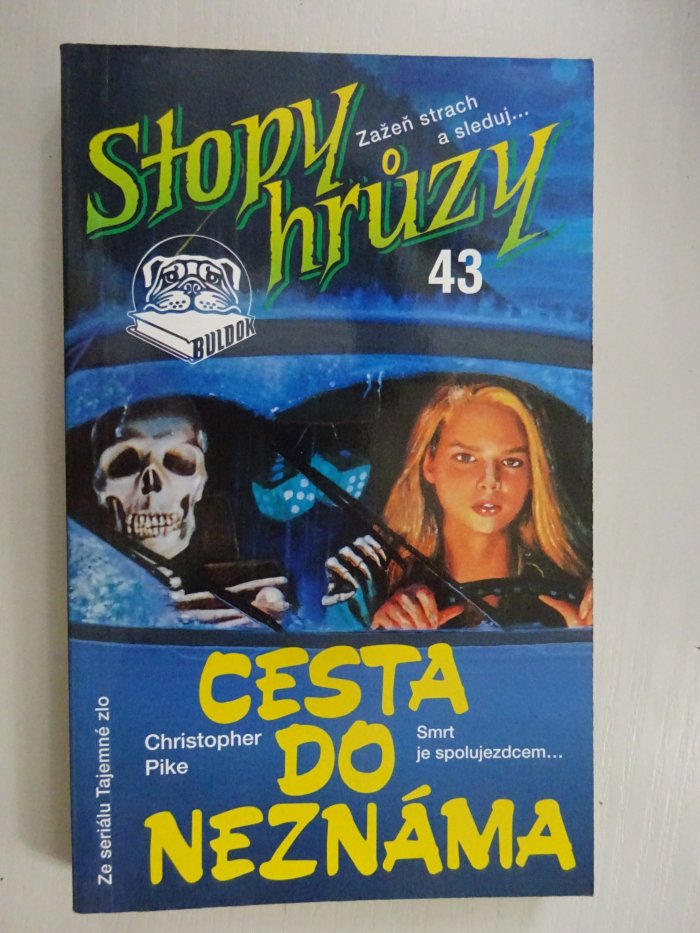 Stopy
hrůzy
Zažeň strach
a sleduj...
43
BULDOK
CESTA
DO
NEZNÁMA
Christopher
Pike
Smrt
je spolujezdcem...
Ze seriálu Tajemné zlo